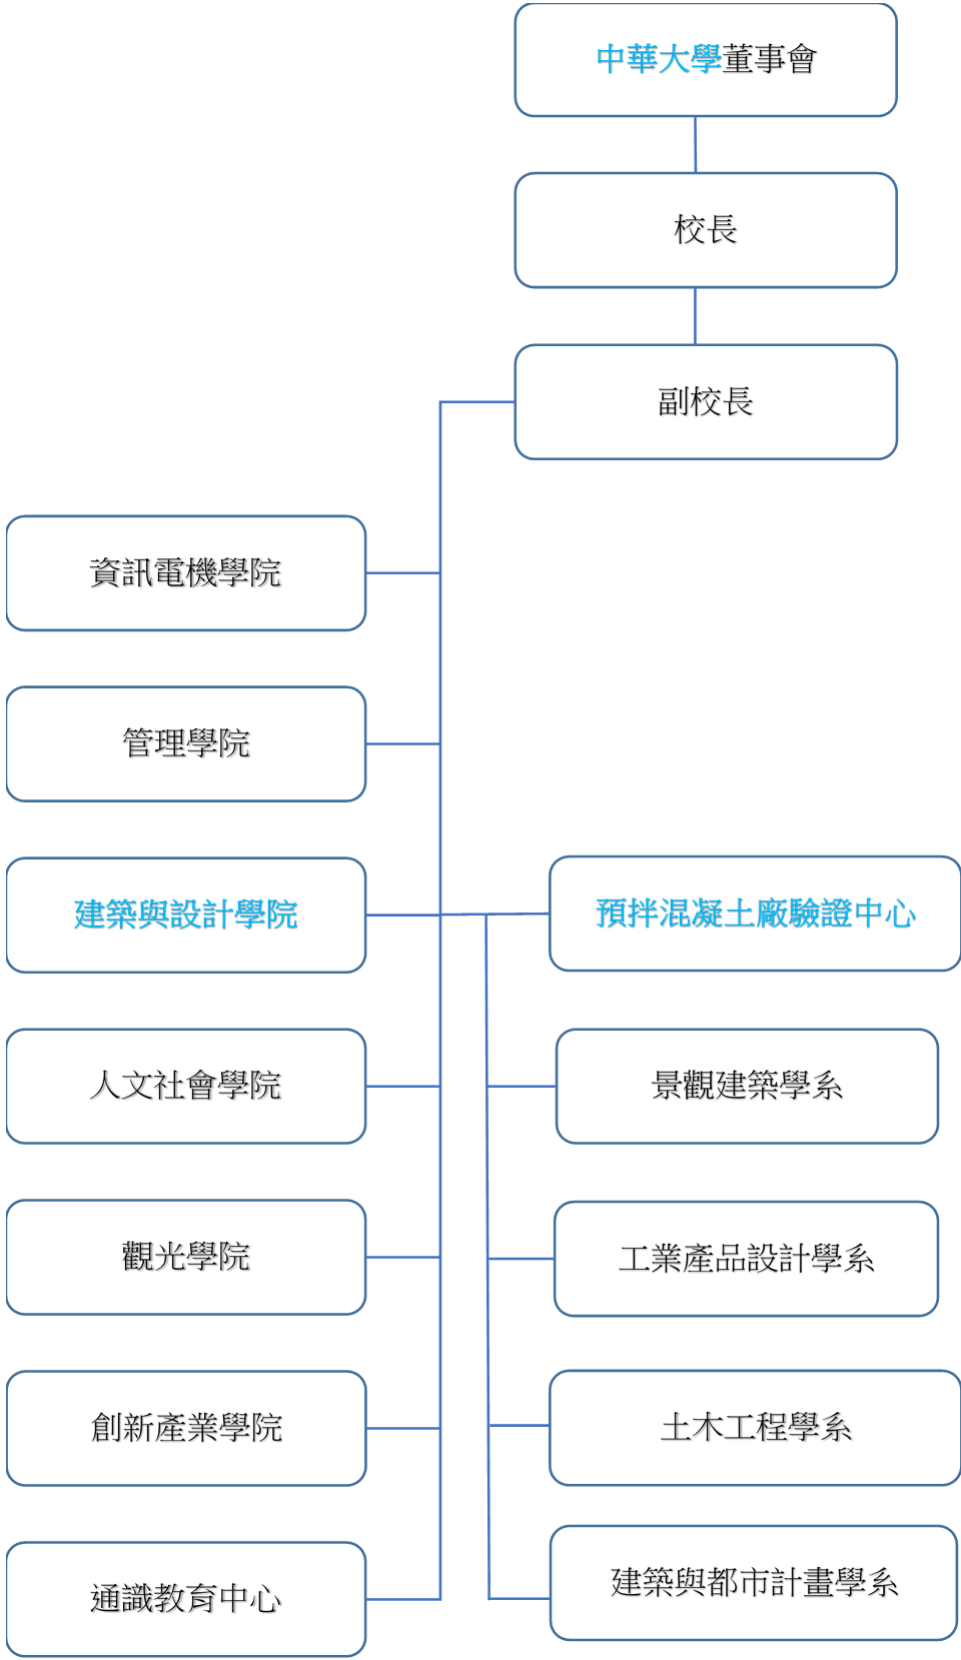 中華大學董事會
校長
副校長
資訊電機學院
管理學院
建築與設計學院
預拌混凝土廠驗證中心
人文社會學院
景觀建築學系
觀光學院
工業產品設計學系
創新產業學院
土木工程學系
通識教育中心
建築與都市計畫學系